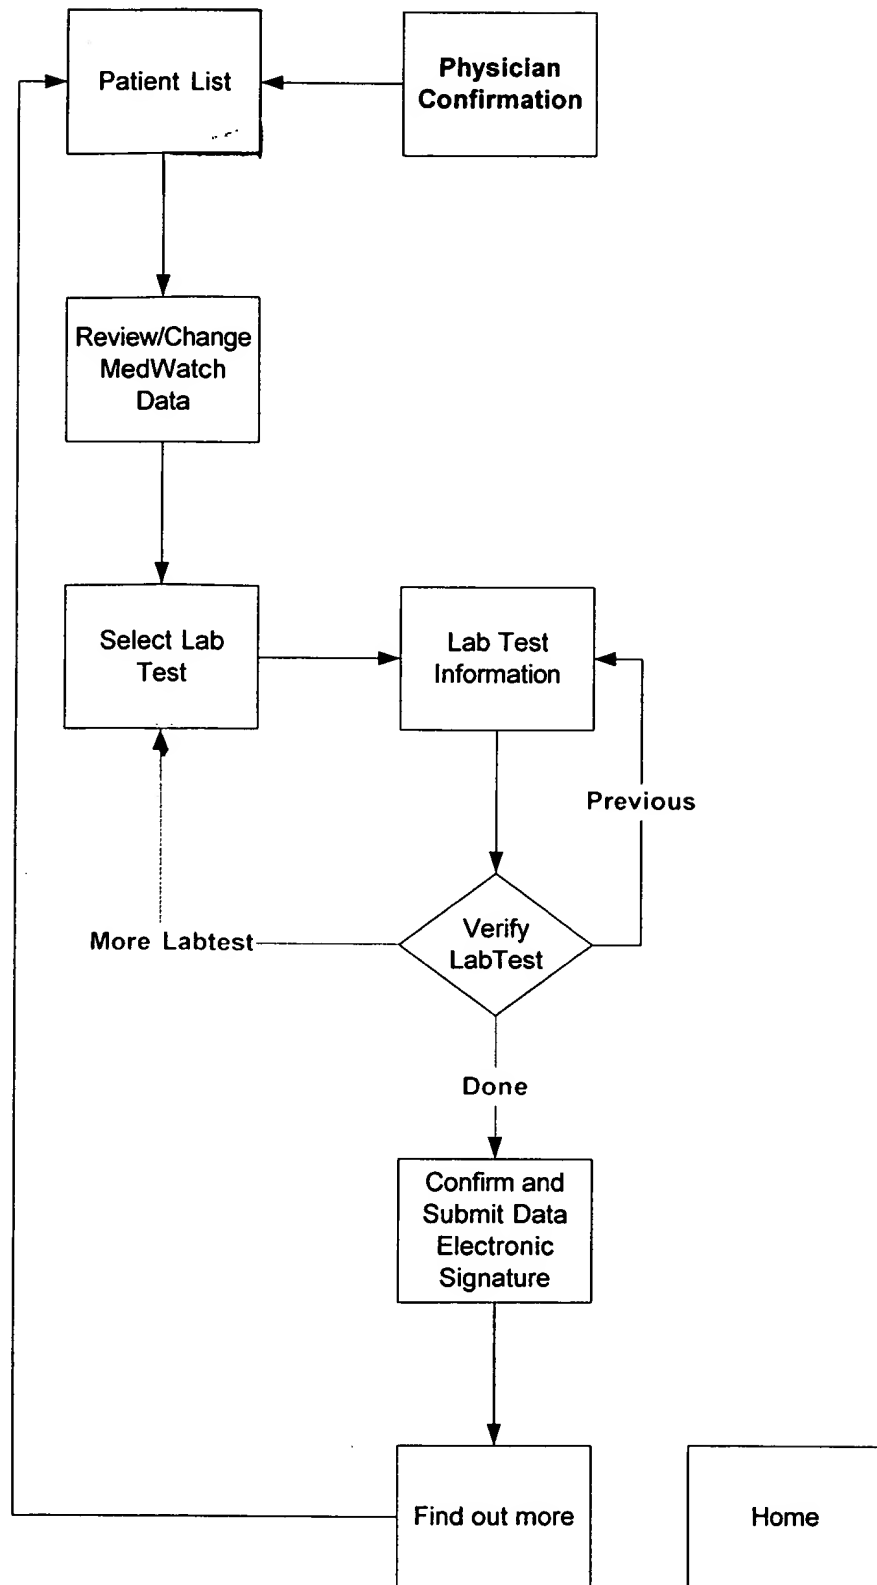 Patient List
Physician
Confirmation
Review/Change
MedWatch
Data
Select Lab
Test
Lab Test
Information
Previous
More Labtest
Verify
LabTest
Done
Confirm and
Submit Data
Electronic
Signature
Find out more
Home